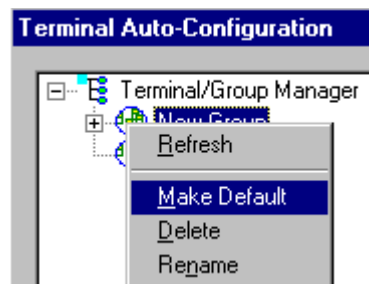 Terminal Auto-Configuration
Terminal/Group Manager
New Group
Refresh
Make Default
Delete
Rename